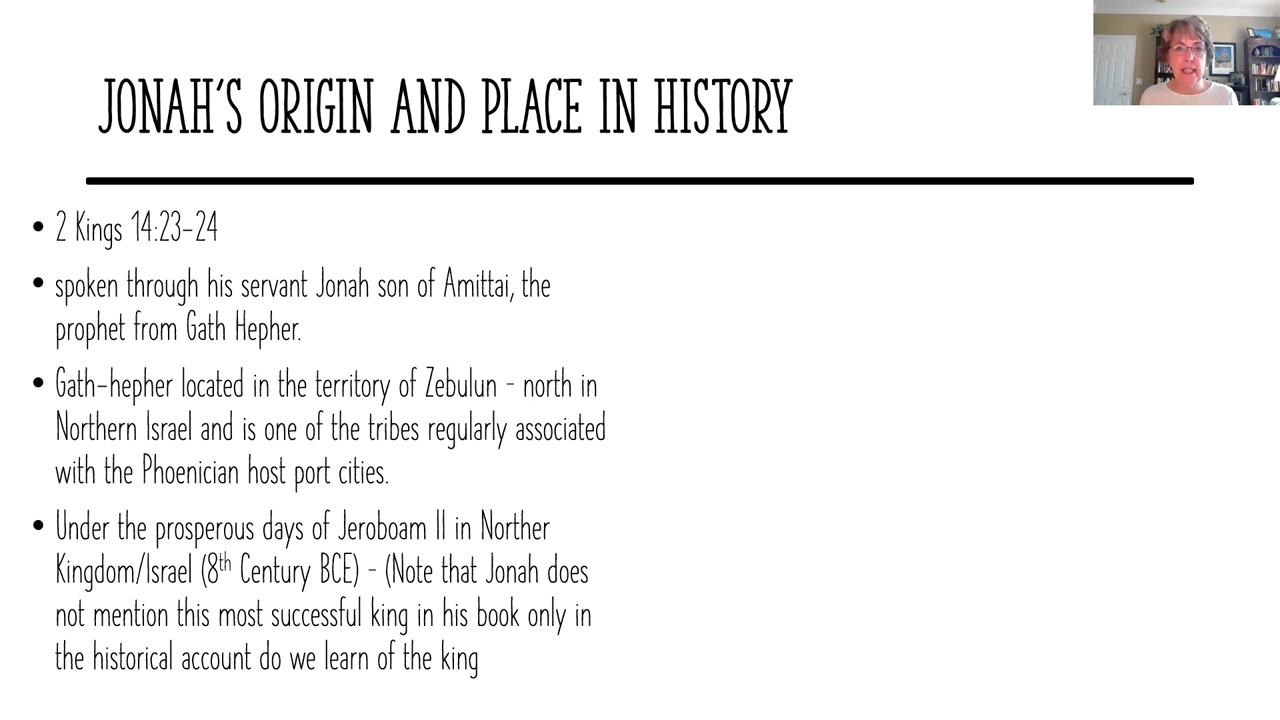 JONAH'S ORIGIN AND PLACE IN HISTORY
• 2 Kings 14:23-24
• spoken through his servant Jonah son of Amittai, the
prophet from Gath Hepher.
• Gath-hepher located in the territory of Zebulun - north in
Northern Israel and is one of the tribes regularly associated
with the Phoenician host port cities.
• Under the prosperous days of Jeroboam II in Norther
Kingdom/Israel (8th Century BCE) - (Note that Jonah does
not mention this most successful king in his book only in
the historical account do we learn of the king